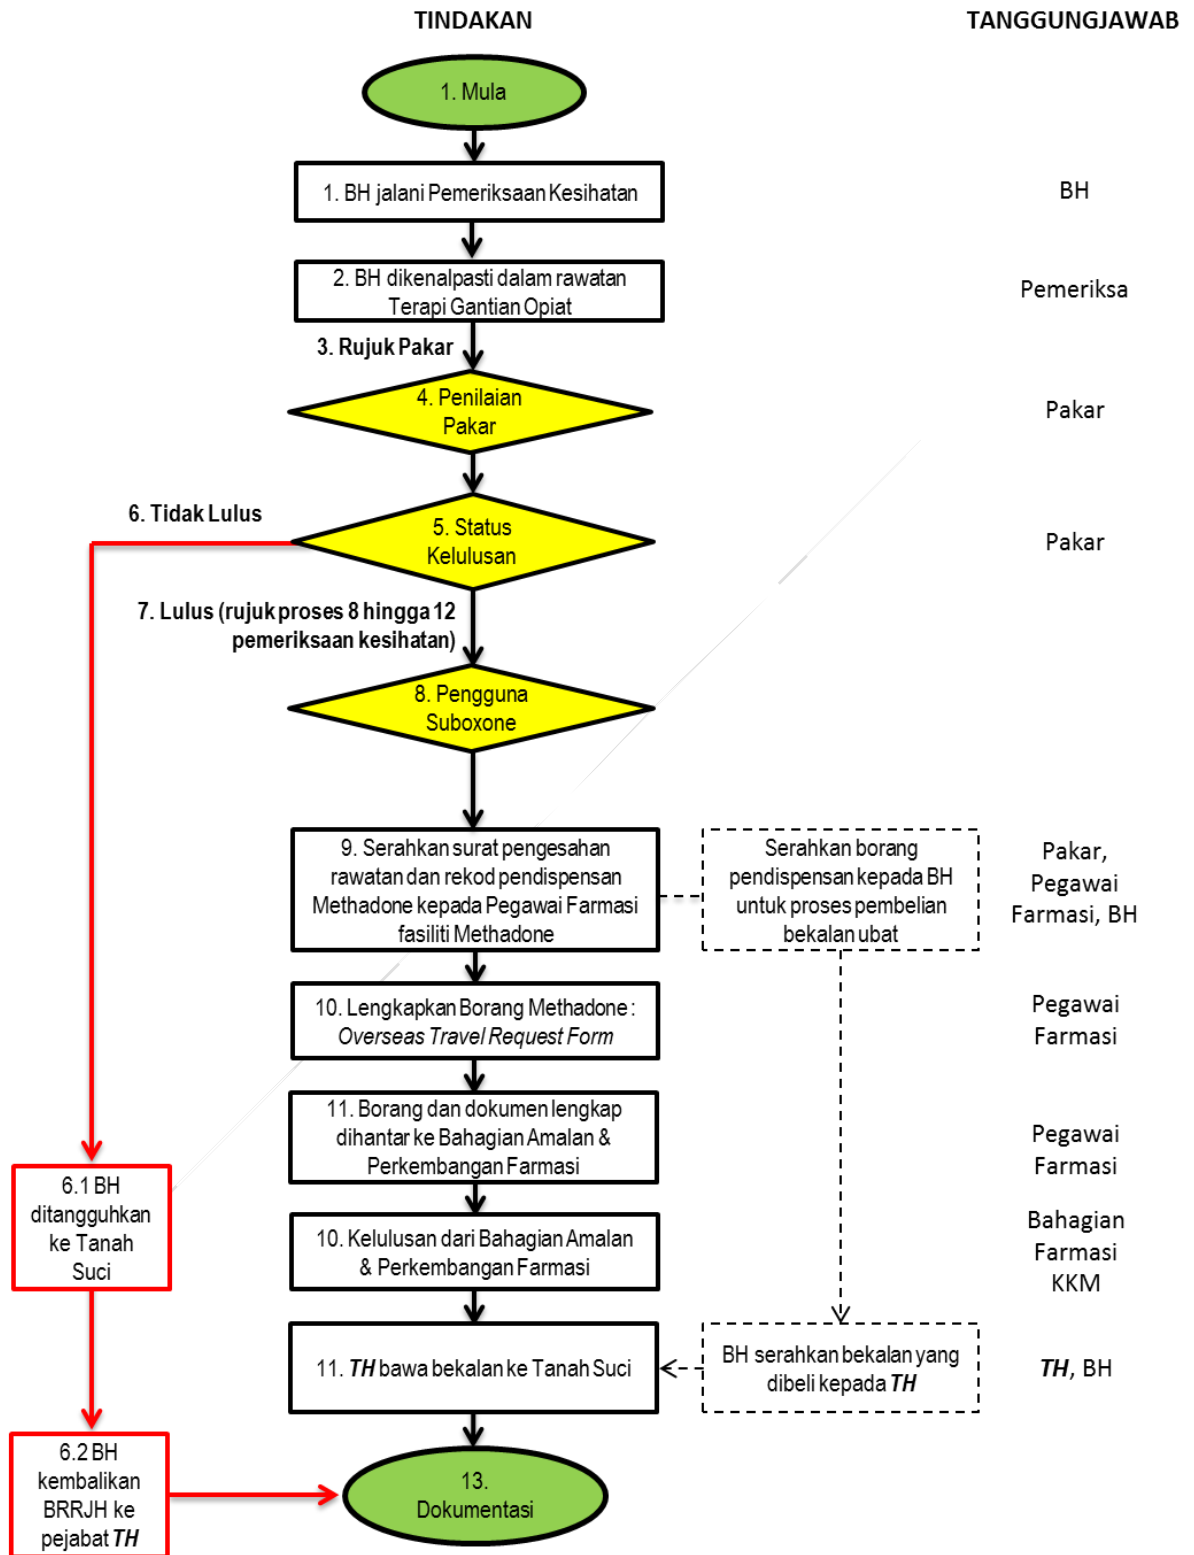 TINDAKAN
TANGGUNGJAWAB
1. Mula
1. BH jalani Pemeriksaan Kesihatan
BH
2. BH dikenalpasti dalam rawatan
Terapi Gantian Opiat
Pemeriksa
3. Rujuk Pakar
4. Penilaian
Pakar
Pakar
6. Tidak Lulus
5. Status
Kelulusan
Pakar
7. Lulus (rujuk proses 8 hingga 12
pemeriksaan kesihatan)
8. Pengguna
Suboxone
9. Serahkan surat pengesahan
rawatan dan rekod pendispensan
Methadone kepada Pegawai Farmasi
fasiliti Methadone
Serahkan borang
pendispensan kepada BH
untuk proses pembelian
bekalan ubat
Pakar,
Pegawai
Farmasi, BH
10. Lengkapkan Borang Methadone :
Overseas Travel Request Form
Pegawai
Farmasi
11. Borang dan dokumen lengkap
dihantar ke Bahagian Amalan &
Perkembangan Farmasi
Pegawai
Farmasi
6.1 BH
ditangguhkan
ke Tanah
Suci
10. Kelulusan dari Bahagian Amalan
& Perkembangan Farmasi
Bahagian
Farmasi
KKM
11. TH bawa bekalan ke Tanah Suci
BH serahkan bekalan yang
dibeli kepada TH
TH, BH
6.2 BH
kembalikan
BRRJH ke
pejabat TH
13.
Dokumentasi